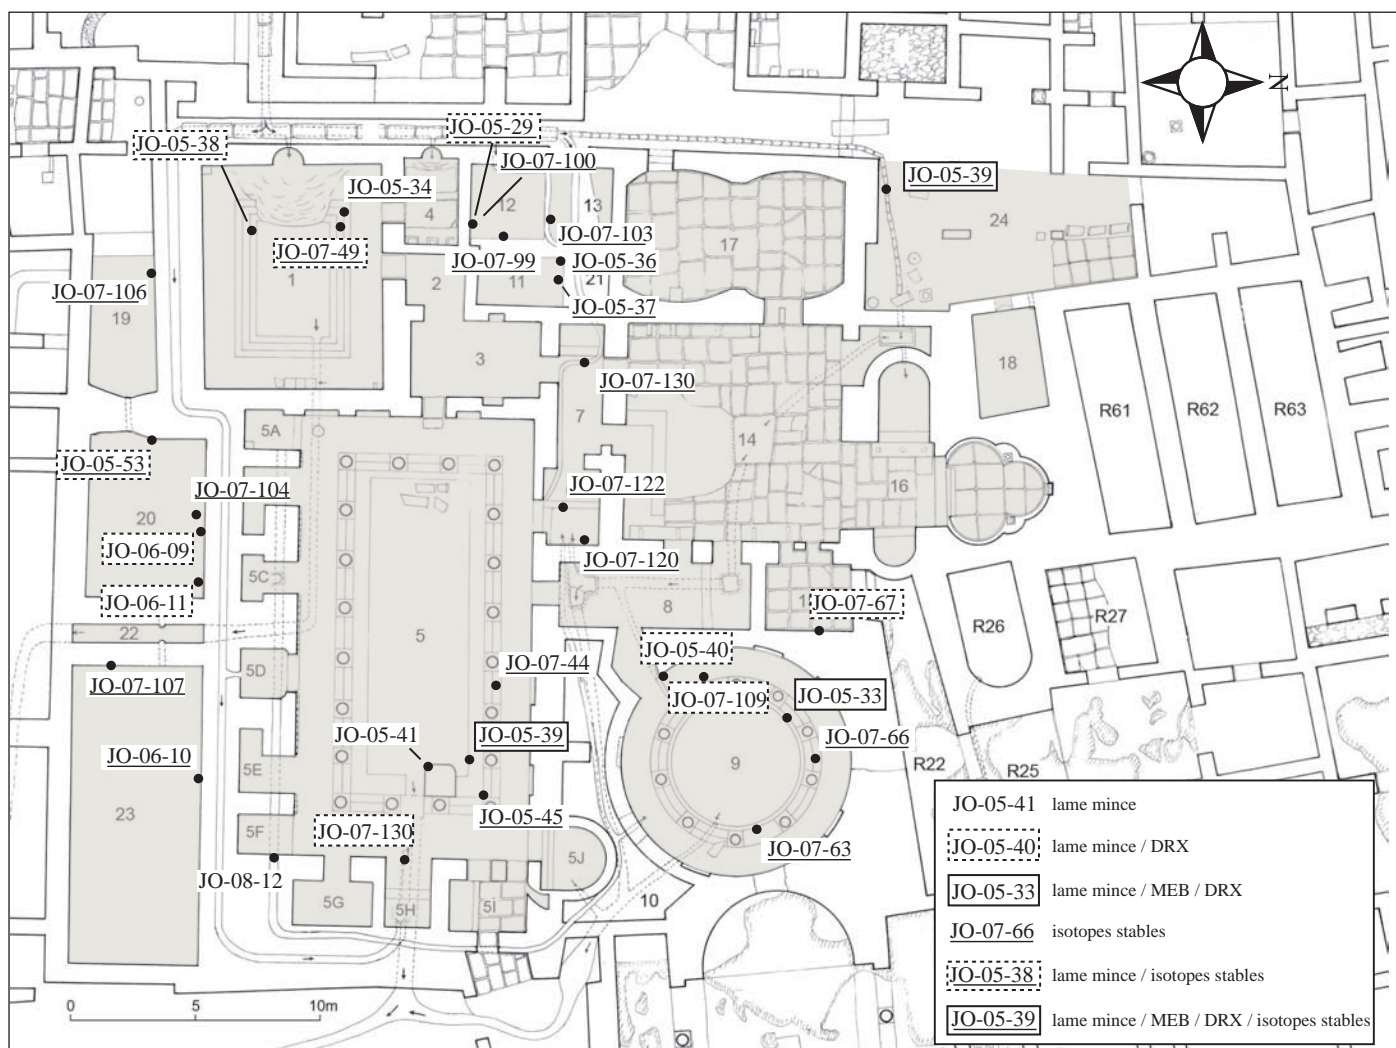 N
JO-05-29
JO-05-38
JO-07-100
JO-05-39
JO-05-34
12
13
24
4
17
JO-07-103
JO-07-49
JO-07-99
JO-05-36
1
2
11
21
JO-07-106
JO-05-37
19
3
18
JO-07-130
R61
R62
R63
5A
7
14
JO-05-53
JO-07-104
JO-07-122
16
20
JO-06-09
JO-07-120
5C
JO-06-11
8
JO-07-67
22
5
R26
R27
JO-05-40
5D
JO-07-44
JO-07-107
JO-07-109
JO-05-33
JO-05-41
JO-05-39
JO-07-66
JO-06-10
9
5E
R22
R25
JO-05-45
23
JO-07-130
5F
JO-07-63
5J
JO-08-12
5G
5H
5I
10
0 5 10m
JO-05-41 lame mince
JO-05-40 lame mince / DRX
JO-05-33 lame mince / MEB / DRX
JO-07-66 isotopes stables
JO-05-38 lame mince / isotopes stables
JO-05-39 lame mince / MEB / DRX / isotopes stables